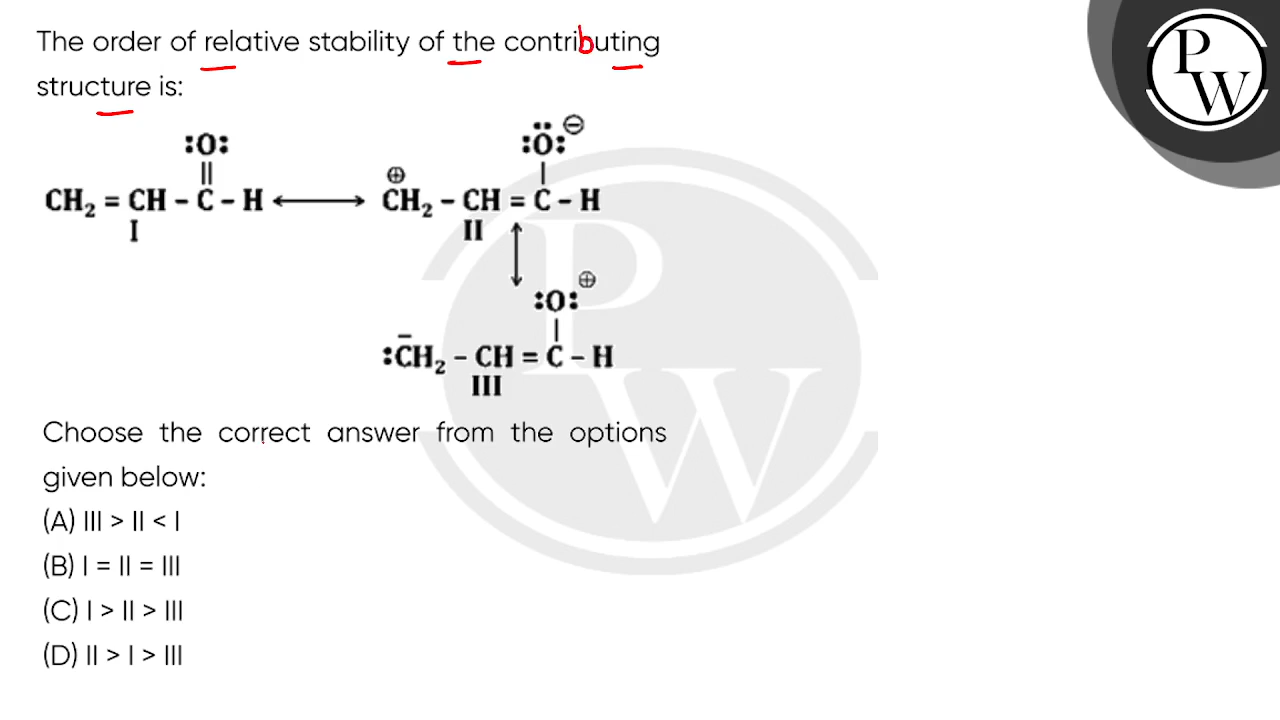 The order of relative stability of the contributing
structure is:
:O: :Ö: ⊖
|| |
CH₂ = CH – C – H ⟷ ⊕CH₂ – CH = C – H
I II
:O: ⊕
|
:C̄H₂ – CH = C – H
III
Choose the correct answer from the options
given below:
(A) III > II < I
(B) I = II = III
(C) I > II > III
(D) II > I > III
P
W
P
W